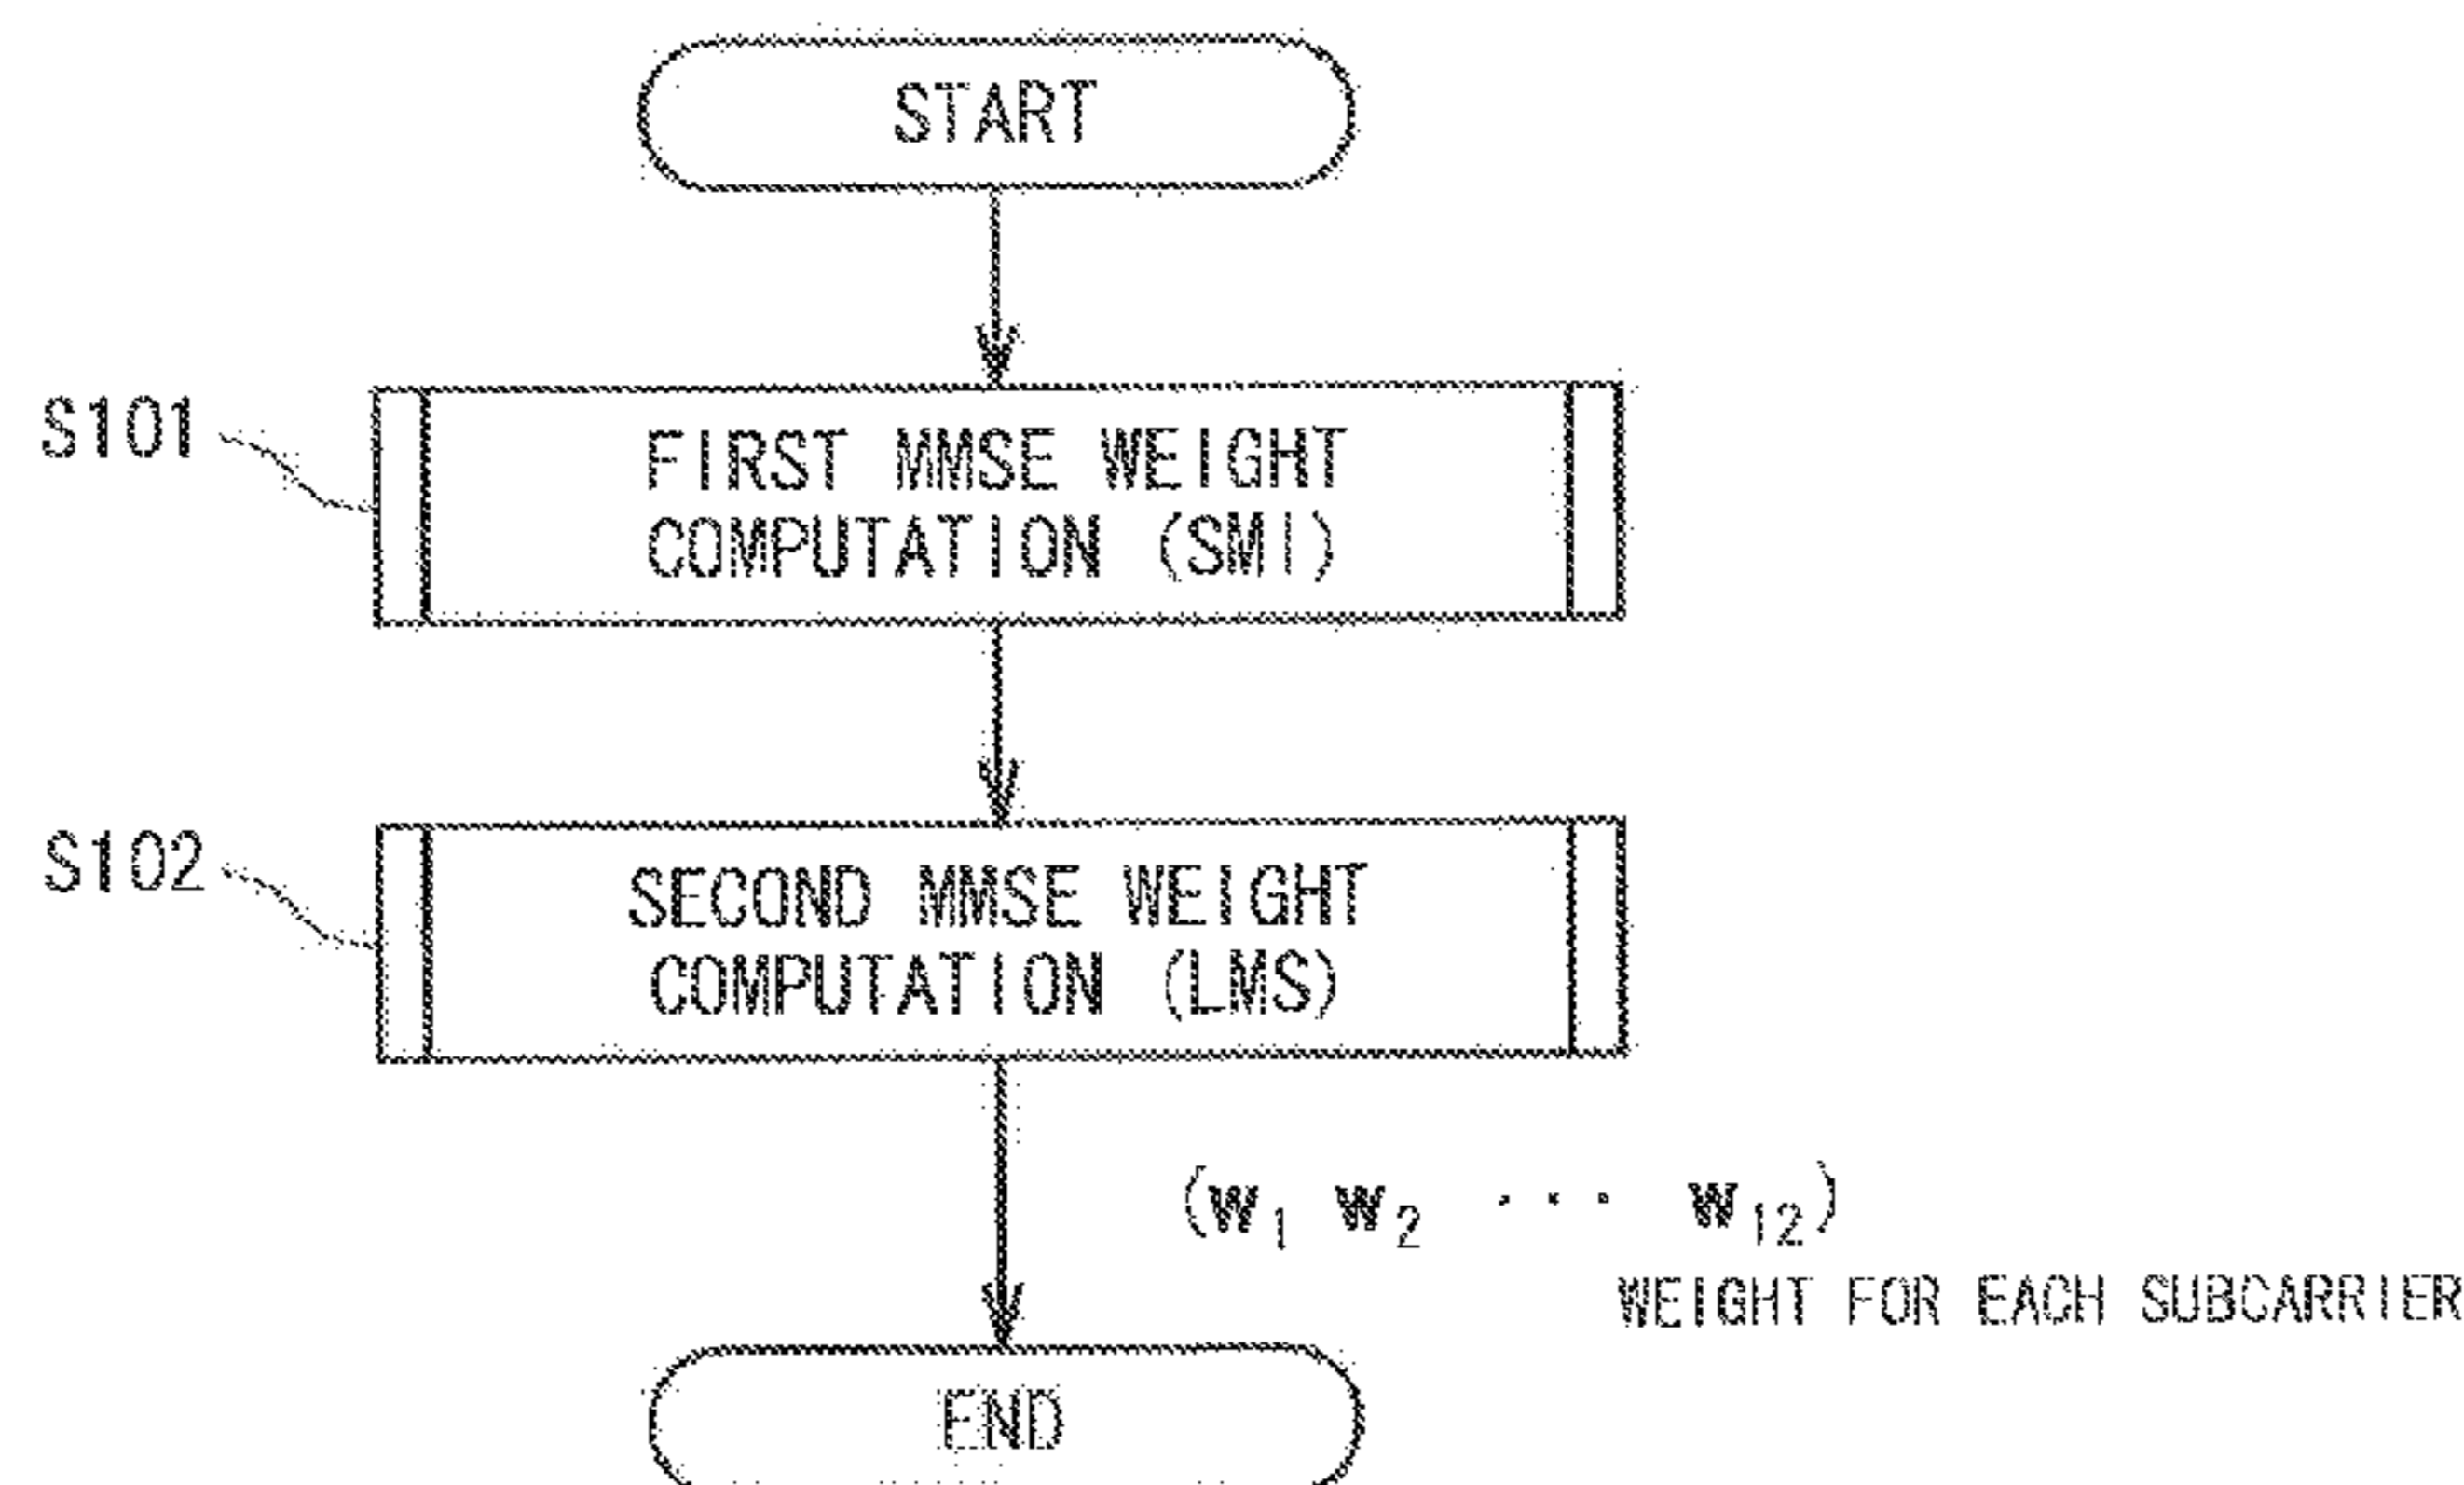 START
S101
FIRST MMSE WEIGHT
COMPUTATION (SMI)
S102
SECOND MMSE WEIGHT
COMPUTATION (LMS)
(w₁ w₂ ··· w₁₂)
WEIGHT FOR EACH SUBCARRIER
END